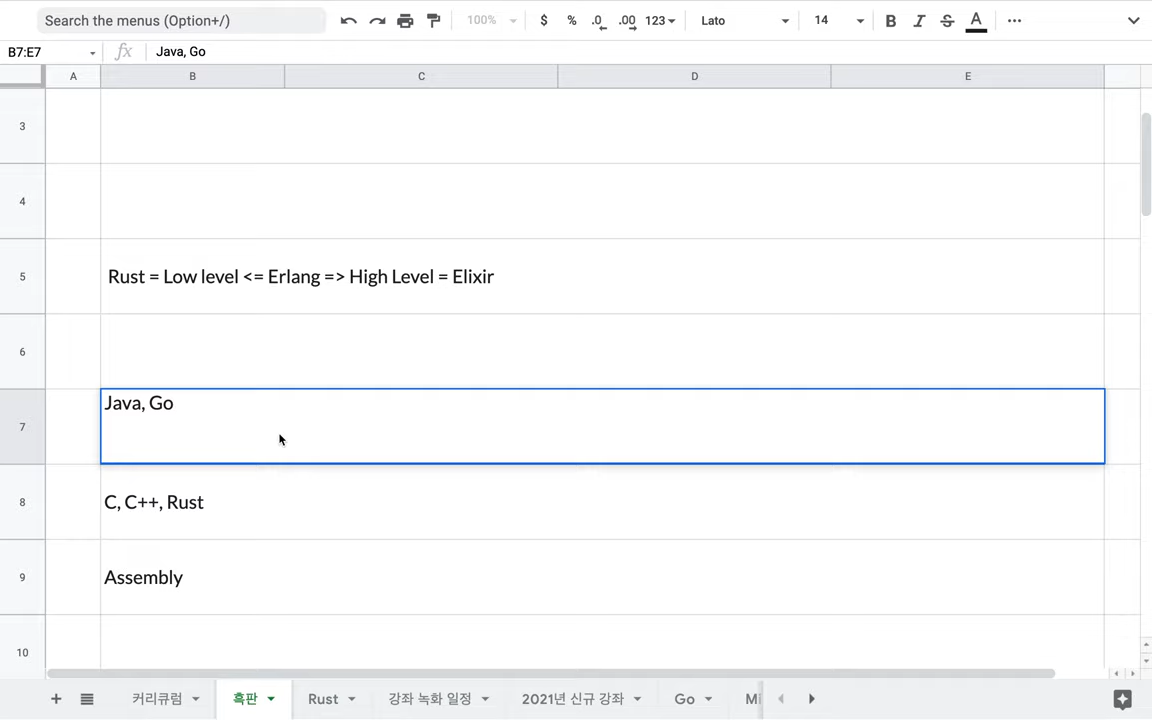 Search the menus (Option+/)
100%
$
%
.0
.00
123
Lato
14
B
I
S
A
B7:E7
fx
Java, Go
A
B
C
D
E
3
4
5
Rust = Low level <= Erlang => High Level = Elixir
6
7
Java, Go
8
C, C++, Rust
9
Assembly
10
커리큐럼
흑판
Rust
강좌 녹화 일정
2021년 신규 강좌
Go
Mi